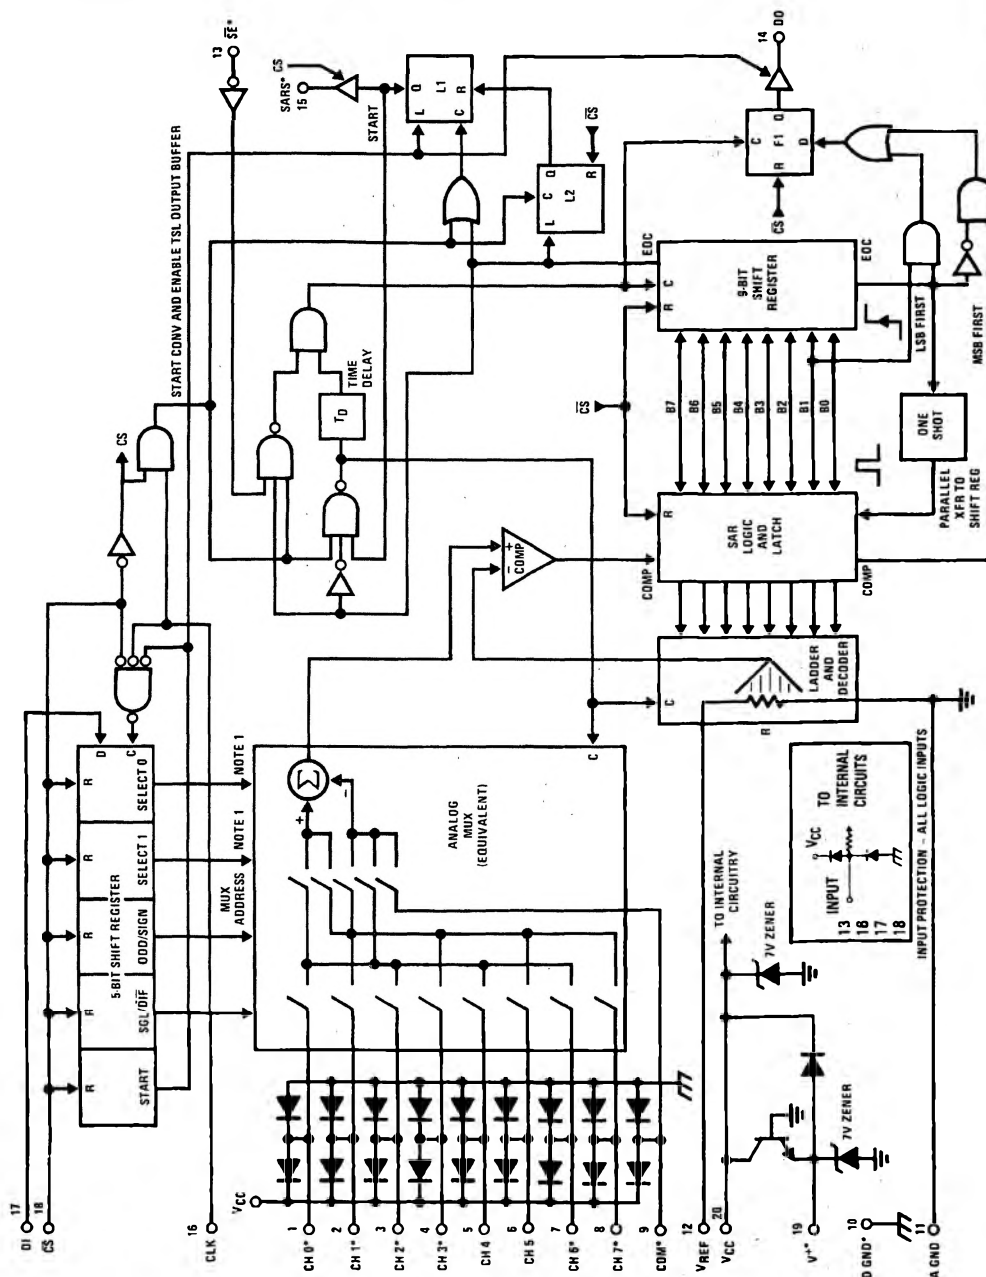 DI 17
CS 18
CLK 16
VCC
CH 0* 1
CH 1* 2
CH 2* 3
CH 3* 4
CH 4 5
CH 5 6
CH 6* 7
CH 7* 8
COM* 9
VREF 12
VCC 20
V+* 19
D GND* 10
A GND 11
5-BIT SHIFT REGISTER
R R R R R
START
SGL/DIF
ODD/SIGN
SELECT 1
SELECT 0
D
C
MUX
ADDRESS
NOTE 1
NOTE 1
ANALOG
MUX
(EQUIVALENT)
Σ
+
−
C
CS
START CONV AND ENABLE TSL OUTPUT BUFFER
13 SE*
SARS*
15
CS
START
L
Q
L1
C
R
TD
TIME
DELAY
L
C
Q
L2
R
CS
14 DO
C
Q
F1
R
D
CS
+
−
COMP
COMP
COMP
R
SAR
LOGIC
AND
LATCH
CS
B7
B6
B5
B4
B3
B2
B1
B0
R
C
EOC
EOC
9-BIT
SHIFT
REGISTER
LSB FIRST
MSB FIRST
ONE
SHOT
PARALLEL
XFR TO
SHIFT REG
C
R
LADDER
AND
DECODER
TO INTERNAL
CIRCUITRY
7V ZENER
7V ZENER
INPUT
13
16
17
18
VCC
TO
INTERNAL
CIRCUITS
INPUT PROTECTION – ALL LOGIC INPUTS